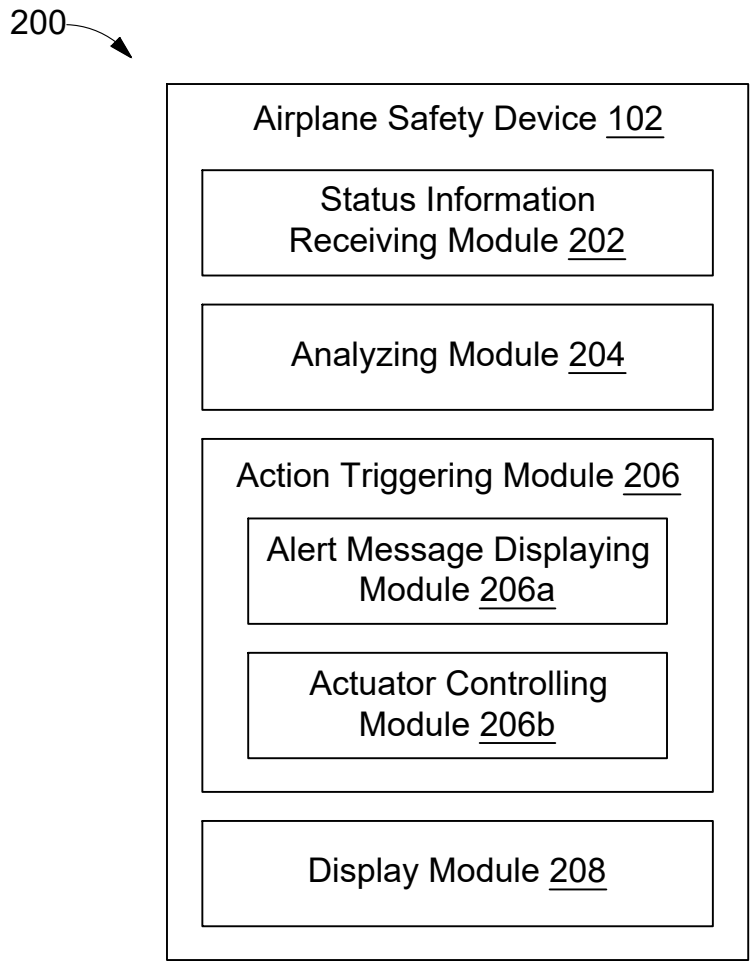 200
Airplane Safety Device 102
Status Information
Receiving Module 202
Analyzing Module 204
Action Triggering Module 206
Alert Message Displaying
Module 206a
Actuator Controlling
Module 206b
Display Module 208